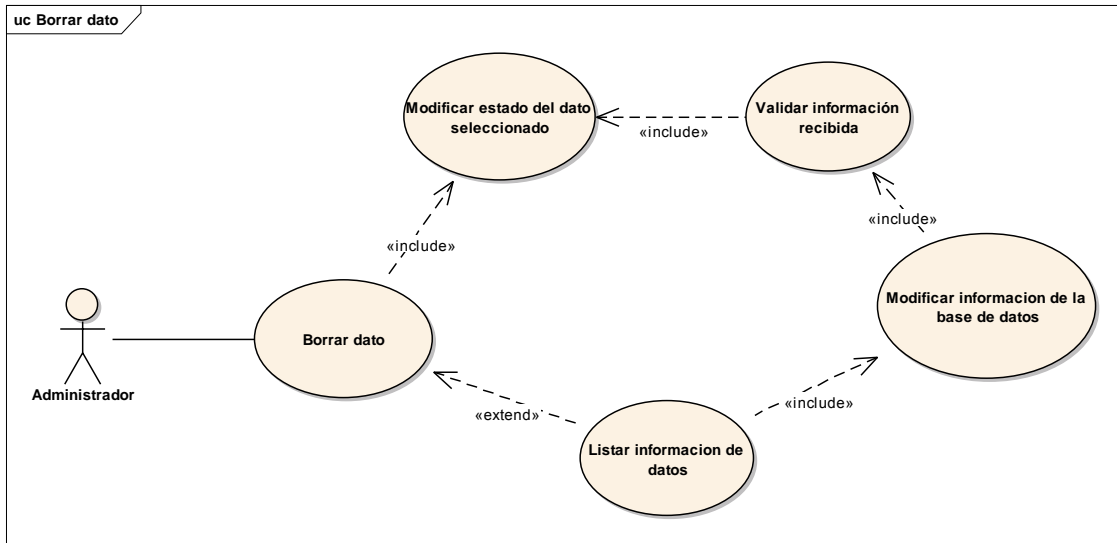 uc Borrar dato
Modificar estado del dato
seleccionado
Validar información
recibida
«include»
«include»
«include»
Modificar informacion de la
base de datos
Borrar dato
Administrador
«extend»
«include»
Listar informacion de
datos